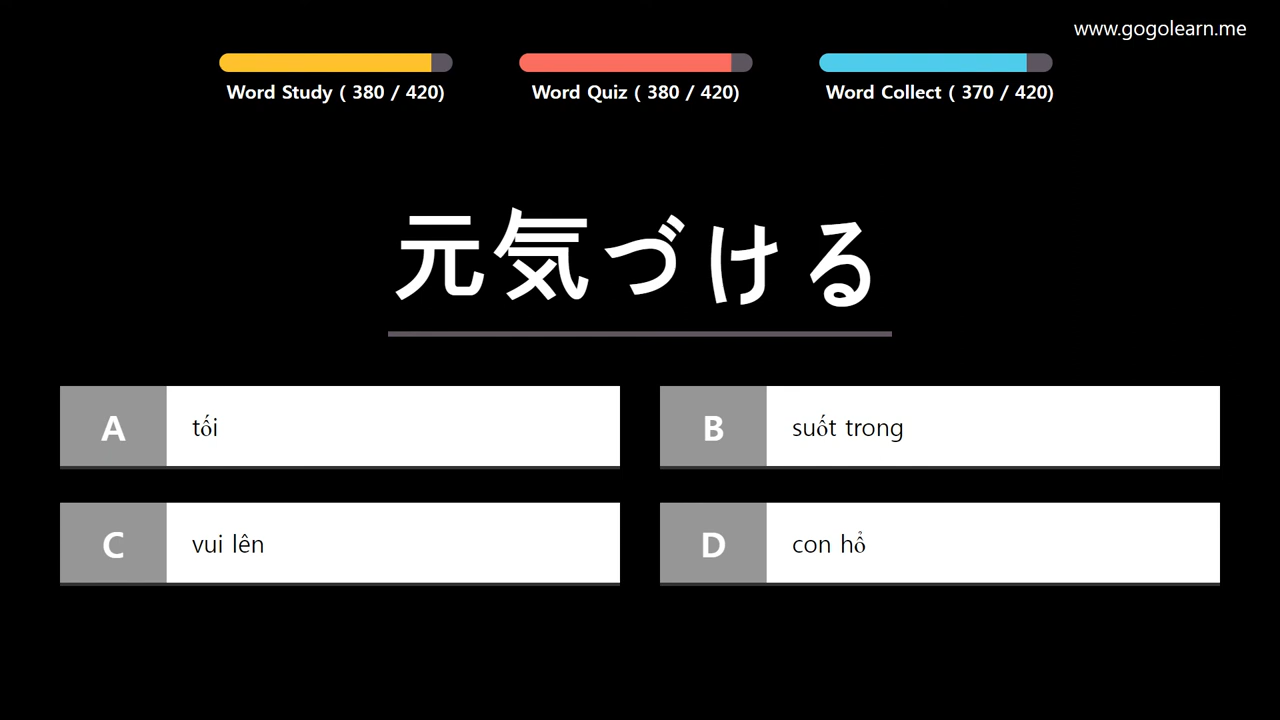 www.gogolearn.me
Word Study ( 380 / 420)
Word Quiz ( 380 / 420)
Word Collect ( 370 / 420)
元気づける
A tối
B suốt trong
C vui lên
D con hổ